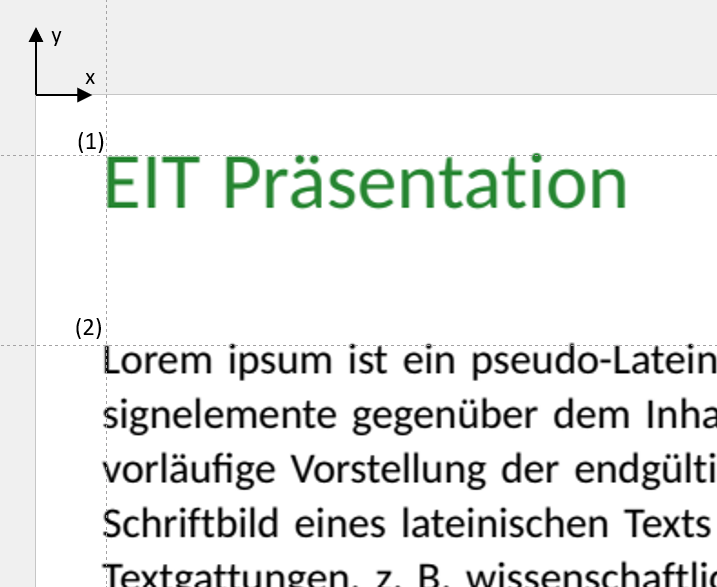 y
x
(1)
EIT Präsentation
(2)
Lorem ipsum ist ein pseudo-Latein
signelemente gegenüber dem Inha
vorläufige Vorstellung der endgülti
Schriftbild eines lateinischen Texts
Textgattungen, z. B. wissenschaftlic